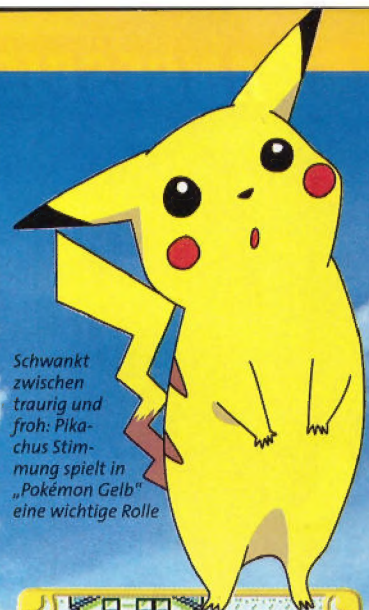 Schwankt
zwischen
traurig und
froh: Pika-
chus Stim-
mung spielt in
„Pokémon Gelb"
eine wichtige Rolle